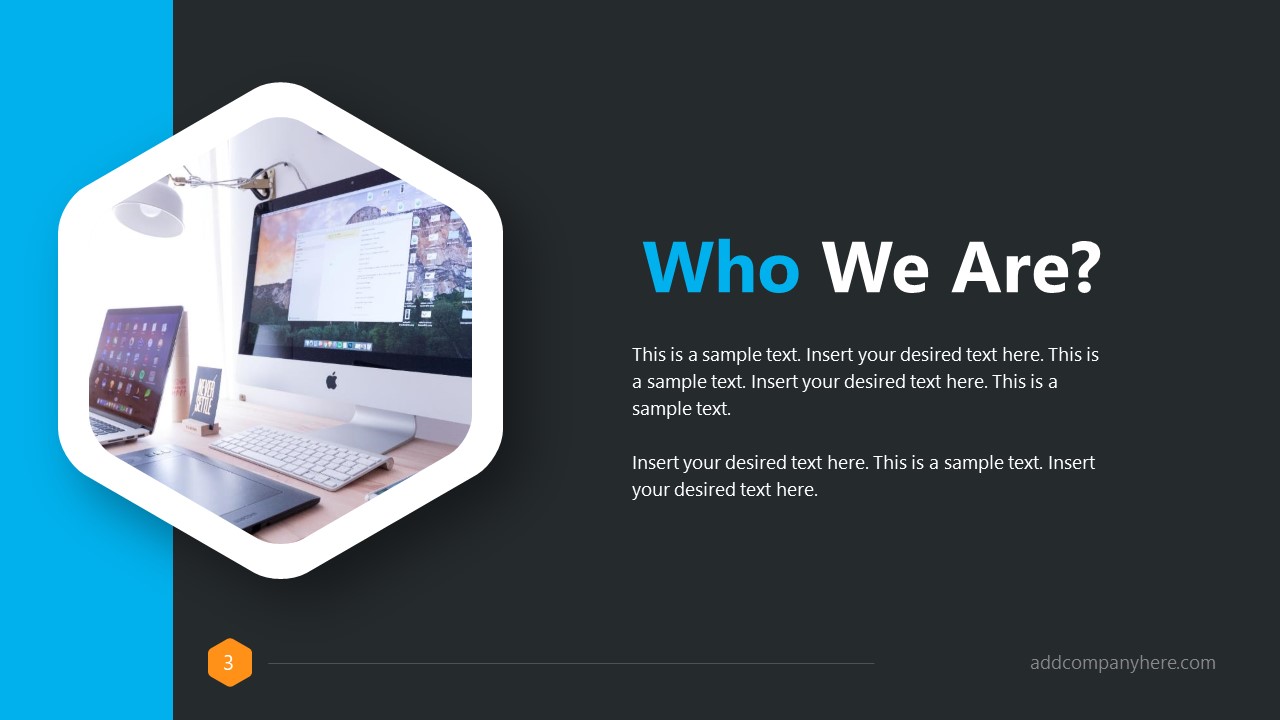 NEVER
SETTLE
Who We Are?
This is a sample text. Insert your desired text here. This is
a sample text. Insert your desired text here. This is a
sample text.
Insert your desired text here. This is a sample text. Insert
your desired text here.
3
addcompanyhere.com